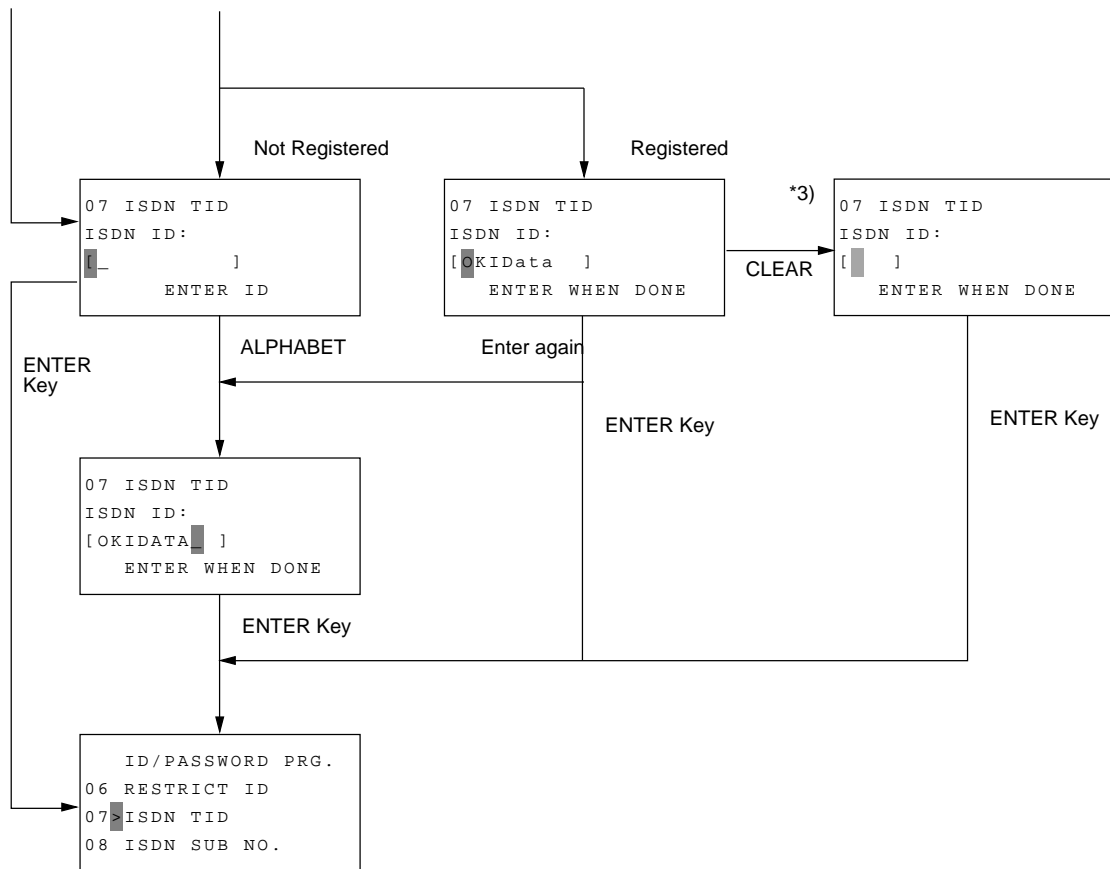 Not Registered
Registered
07 ISDN TID
ISDN ID:
[_ ]
ENTER ID
07 ISDN TID
ISDN ID:
[OKIData ]
ENTER WHEN DONE
CLEAR
*3)
07 ISDN TID
ISDN ID:
[ ]
ENTER WHEN DONE
ENTER
Key
ALPHABET
Enter again
ENTER Key
ENTER Key
07 ISDN TID
ISDN ID:
[OKIDATA_ ]
ENTER WHEN DONE
ENTER Key
ID/PASSWORD PRG.
06 RESTRICT ID
07>ISDN TID
08 ISDN SUB NO.